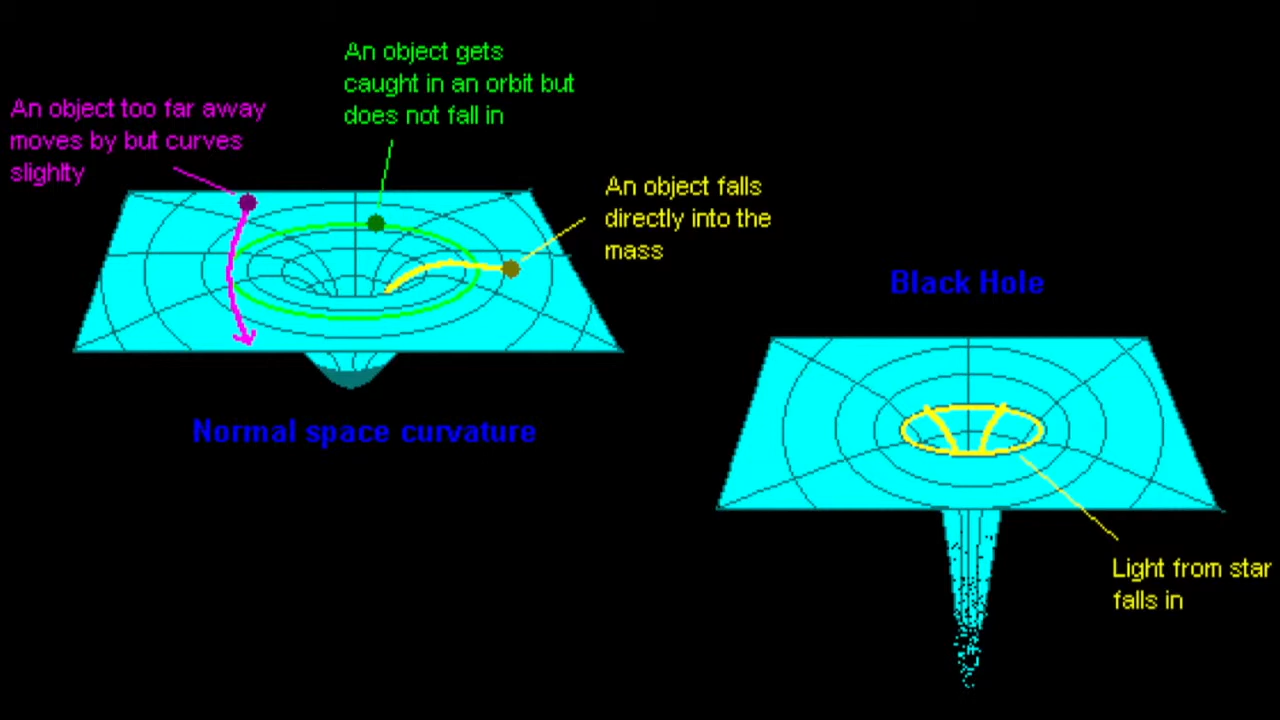 An object gets
caught in an orbit but
does not fall in
An object too far away
moves by but curves
slighlty
An object falls
directly into the
mass
Normal space curvature
Black Hole
Light from star
falls in